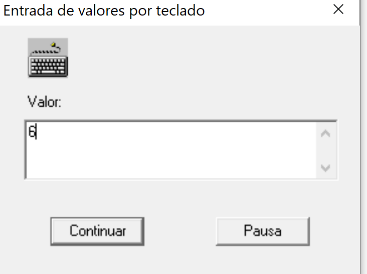 Entrada de valores por teclado
Valor:
6
Continuar
Pausa